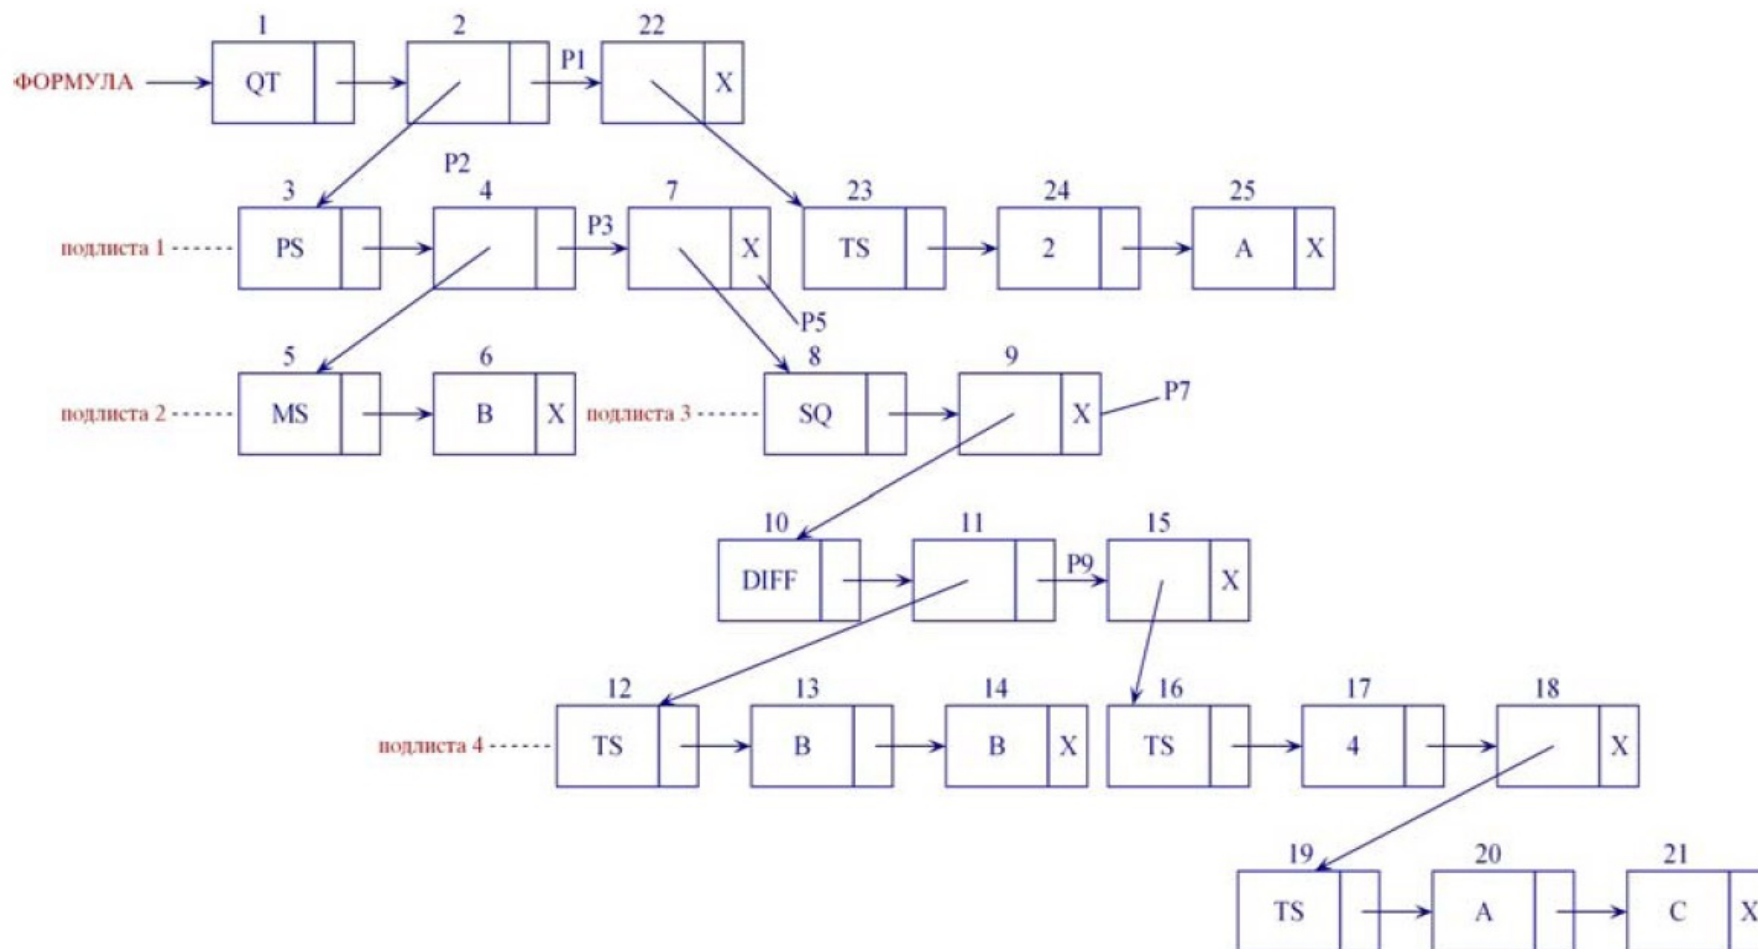 1 2 22
ФОРМУЛА QT P1 X
P2
3 4 7 23 24 25
подлиста 1 PS P3 X TS 2 A X
P5
5 6 8 9
подлиста 2 MS B X подлиста 3 SQ X P7
10 11 15
DIFF P9 X
12 13 14 16 17 18
подлиста 4 TS B B X TS 4 X
19 20 21
TS A C X